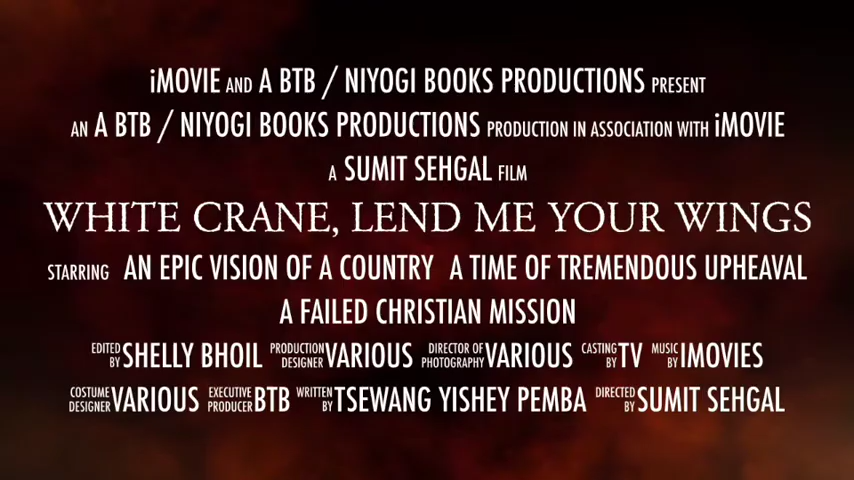 iMOVIE AND A BTB / NIYOGI BOOKS PRODUCTIONS PRESENT
AN A BTB / NIYOGI BOOKS PRODUCTIONS PRODUCTION IN ASSOCIATION WITH iMOVIE
A SUMIT SEHGAL FILM
WHITE CRANE, LEND ME YOUR WINGS
STARRING AN EPIC VISION OF A COUNTRY A TIME OF TREMENDOUS UPHEAVAL
A FAILED CHRISTIAN MISSION
EDITED BY SHELLY BHOIL PRODUCTION DESIGNER VARIOUS DIRECTOR OF PHOTOGRAPHY VARIOUS CASTING BY TV MUSIC BY IMOVIES
COSTUME DESIGNER VARIOUS EXECUTIVE PRODUCER BTB WRITTEN BY TSEWANG YISHEY PEMBA DIRECTED BY SUMIT SEHGAL